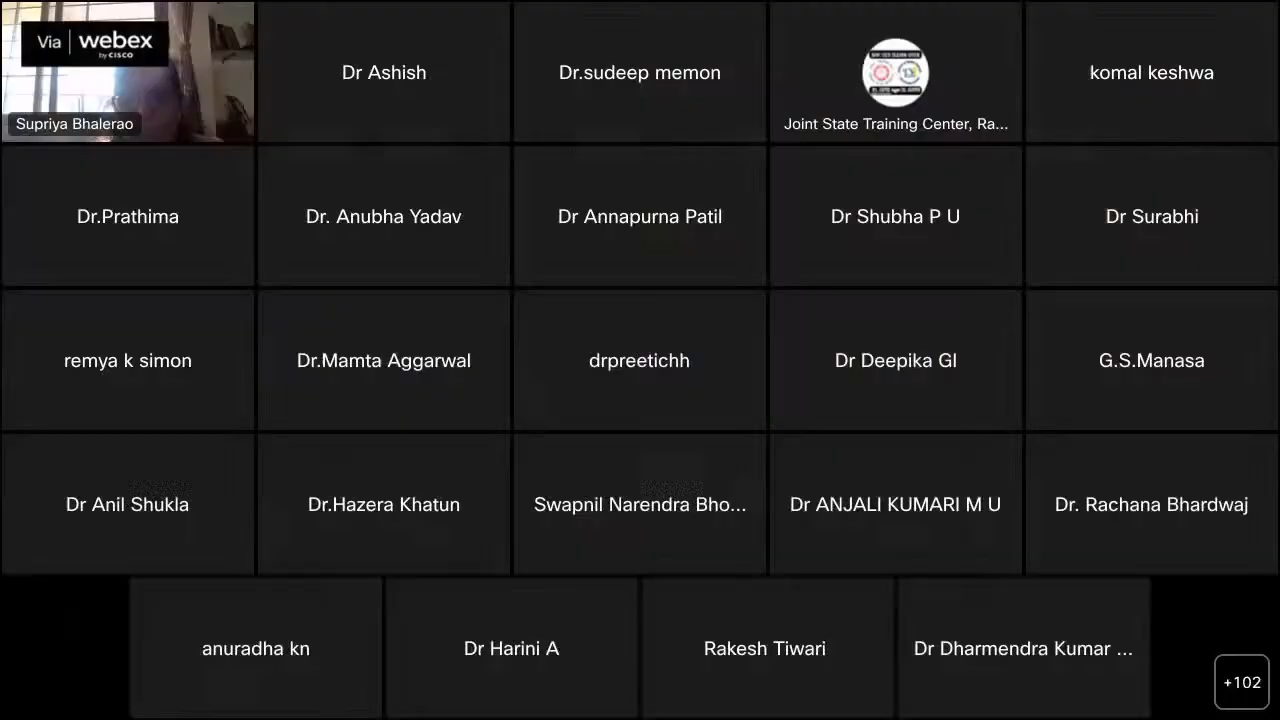 Via webex
by CISCO
Supriya Bhalerao
Dr Ashish
Dr.sudeep memon
Joint State Training Center, Ra...
komal keshwa
Dr.Prathima
Dr. Anubha Yadav
Dr Annapurna Patil
Dr Shubha P U
Dr Surabhi
remya k simon
Dr.Mamta Aggarwal
drpreetichh
Dr Deepika GI
G.S.Manasa
Dr Anil Shukla
Dr.Hazera Khatun
Swapnil Narendra Bho...
Dr ANJALI KUMARI M U
Dr. Rachana Bhardwaj
anuradha kn
Dr Harini A
Rakesh Tiwari
Dr Dharmendra Kumar ...
+102